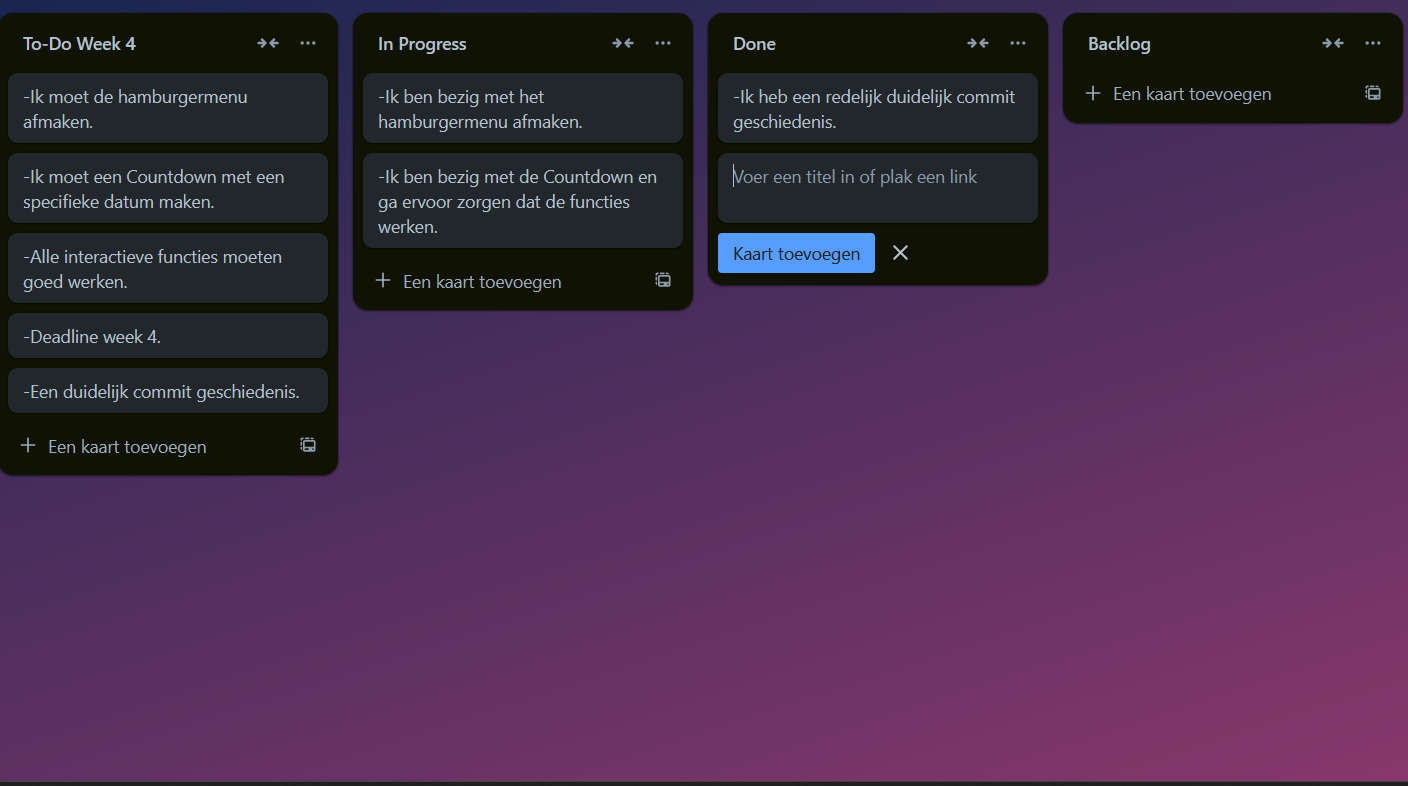 To-Do Week 4
-Ik moet de hamburgermenu
afmaken.
-Ik moet een Countdown met een
specifieke datum maken.
-Alle interactieve functies moeten
goed werken.
-Deadline week 4.
-Een duidelijk commit geschiedenis.
Een kaart toevoegen
In Progress
-Ik ben bezig met het
hamburgermenu afmaken.
-Ik ben bezig met de Countdown en
ga ervoor zorgen dat de functies
werken.
Een kaart toevoegen
Done
-Ik heb een redelijk duidelijk commit
geschiedenis.
Voer een titel in of plak een link
Kaart toevoegen
Backlog
Een kaart toevoegen